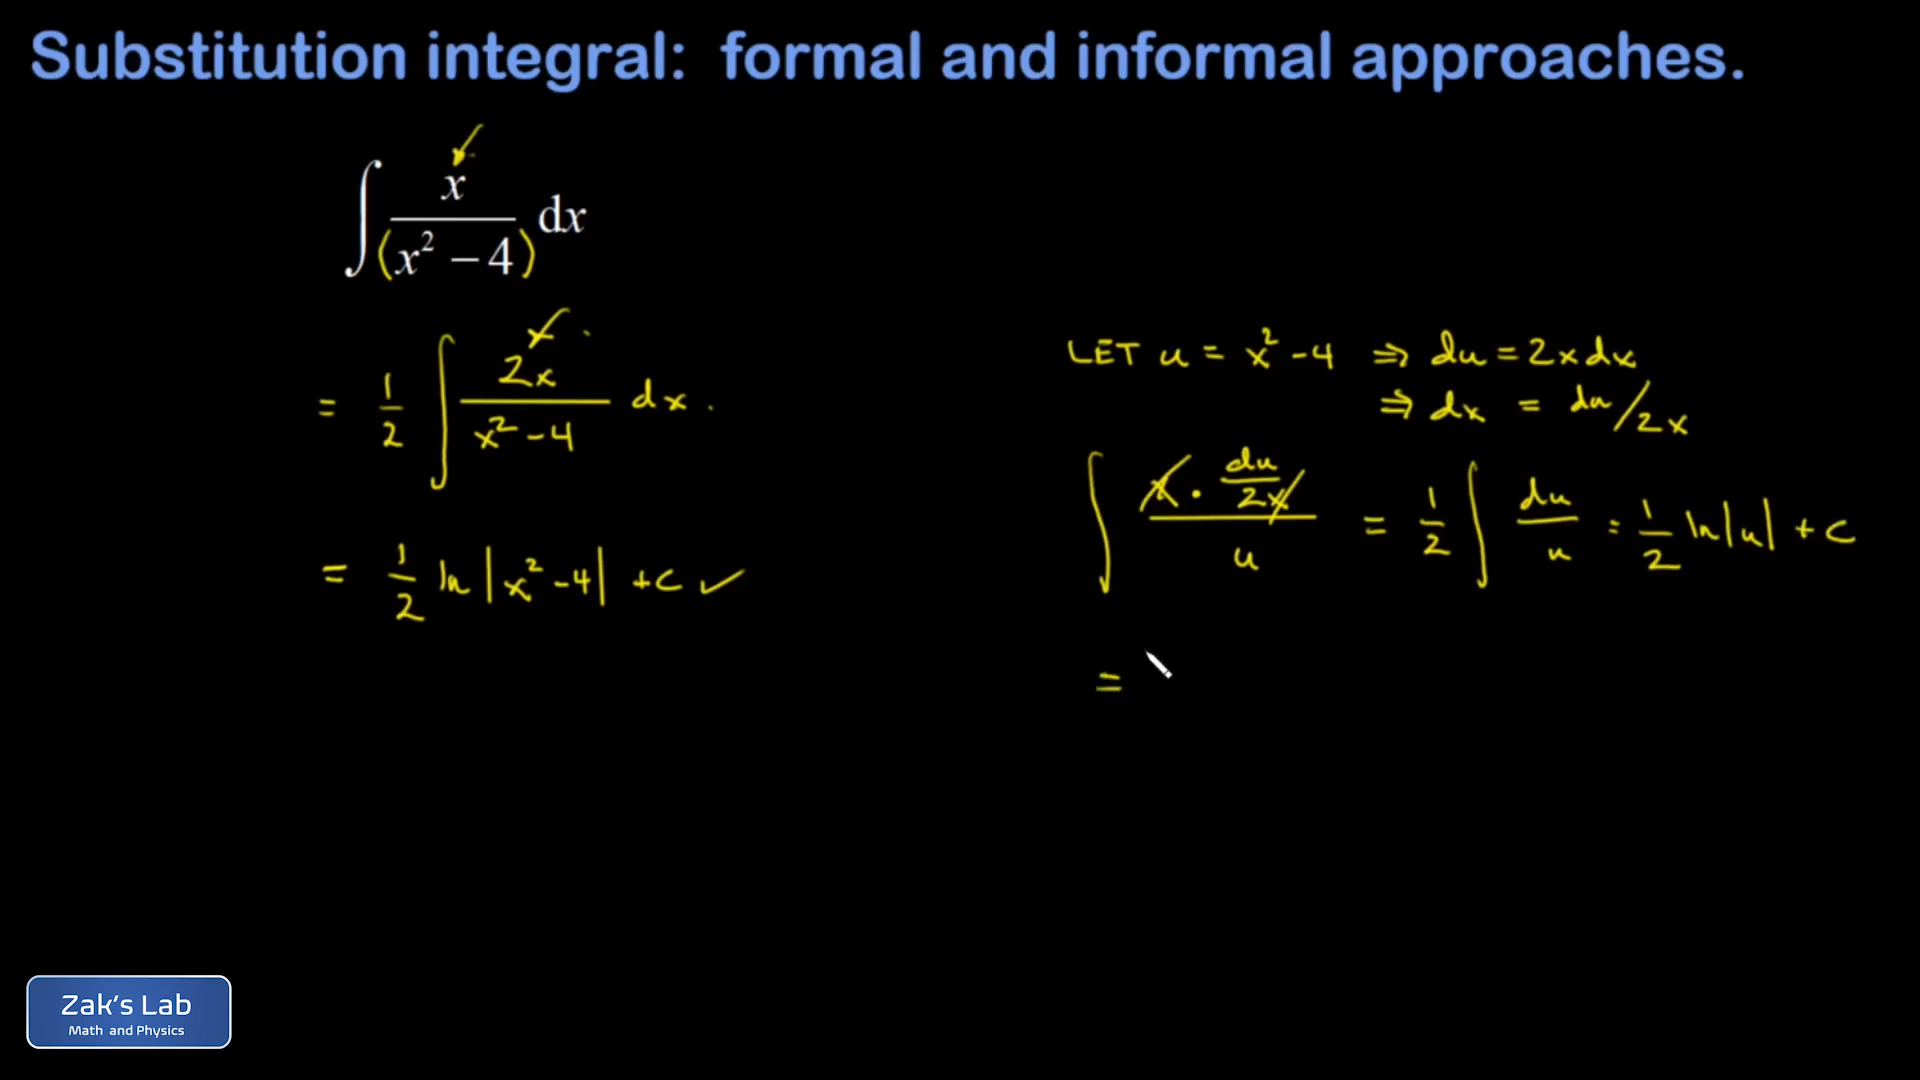 Substitution integral: formal and informal approaches.
∫ x / (x² − 4) dx
= 1/2 ∫ 2x / x² − 4 dx.
= 1/2 ln |x² − 4| + c ✓
LET u = x² − 4 ⇒ du = 2x dx
⇒ dx = du / 2x
∫ x · du/2x / u = 1/2 ∫ du / u = 1/2 ln |u| + c
=
Zak's Lab
Math and Physics